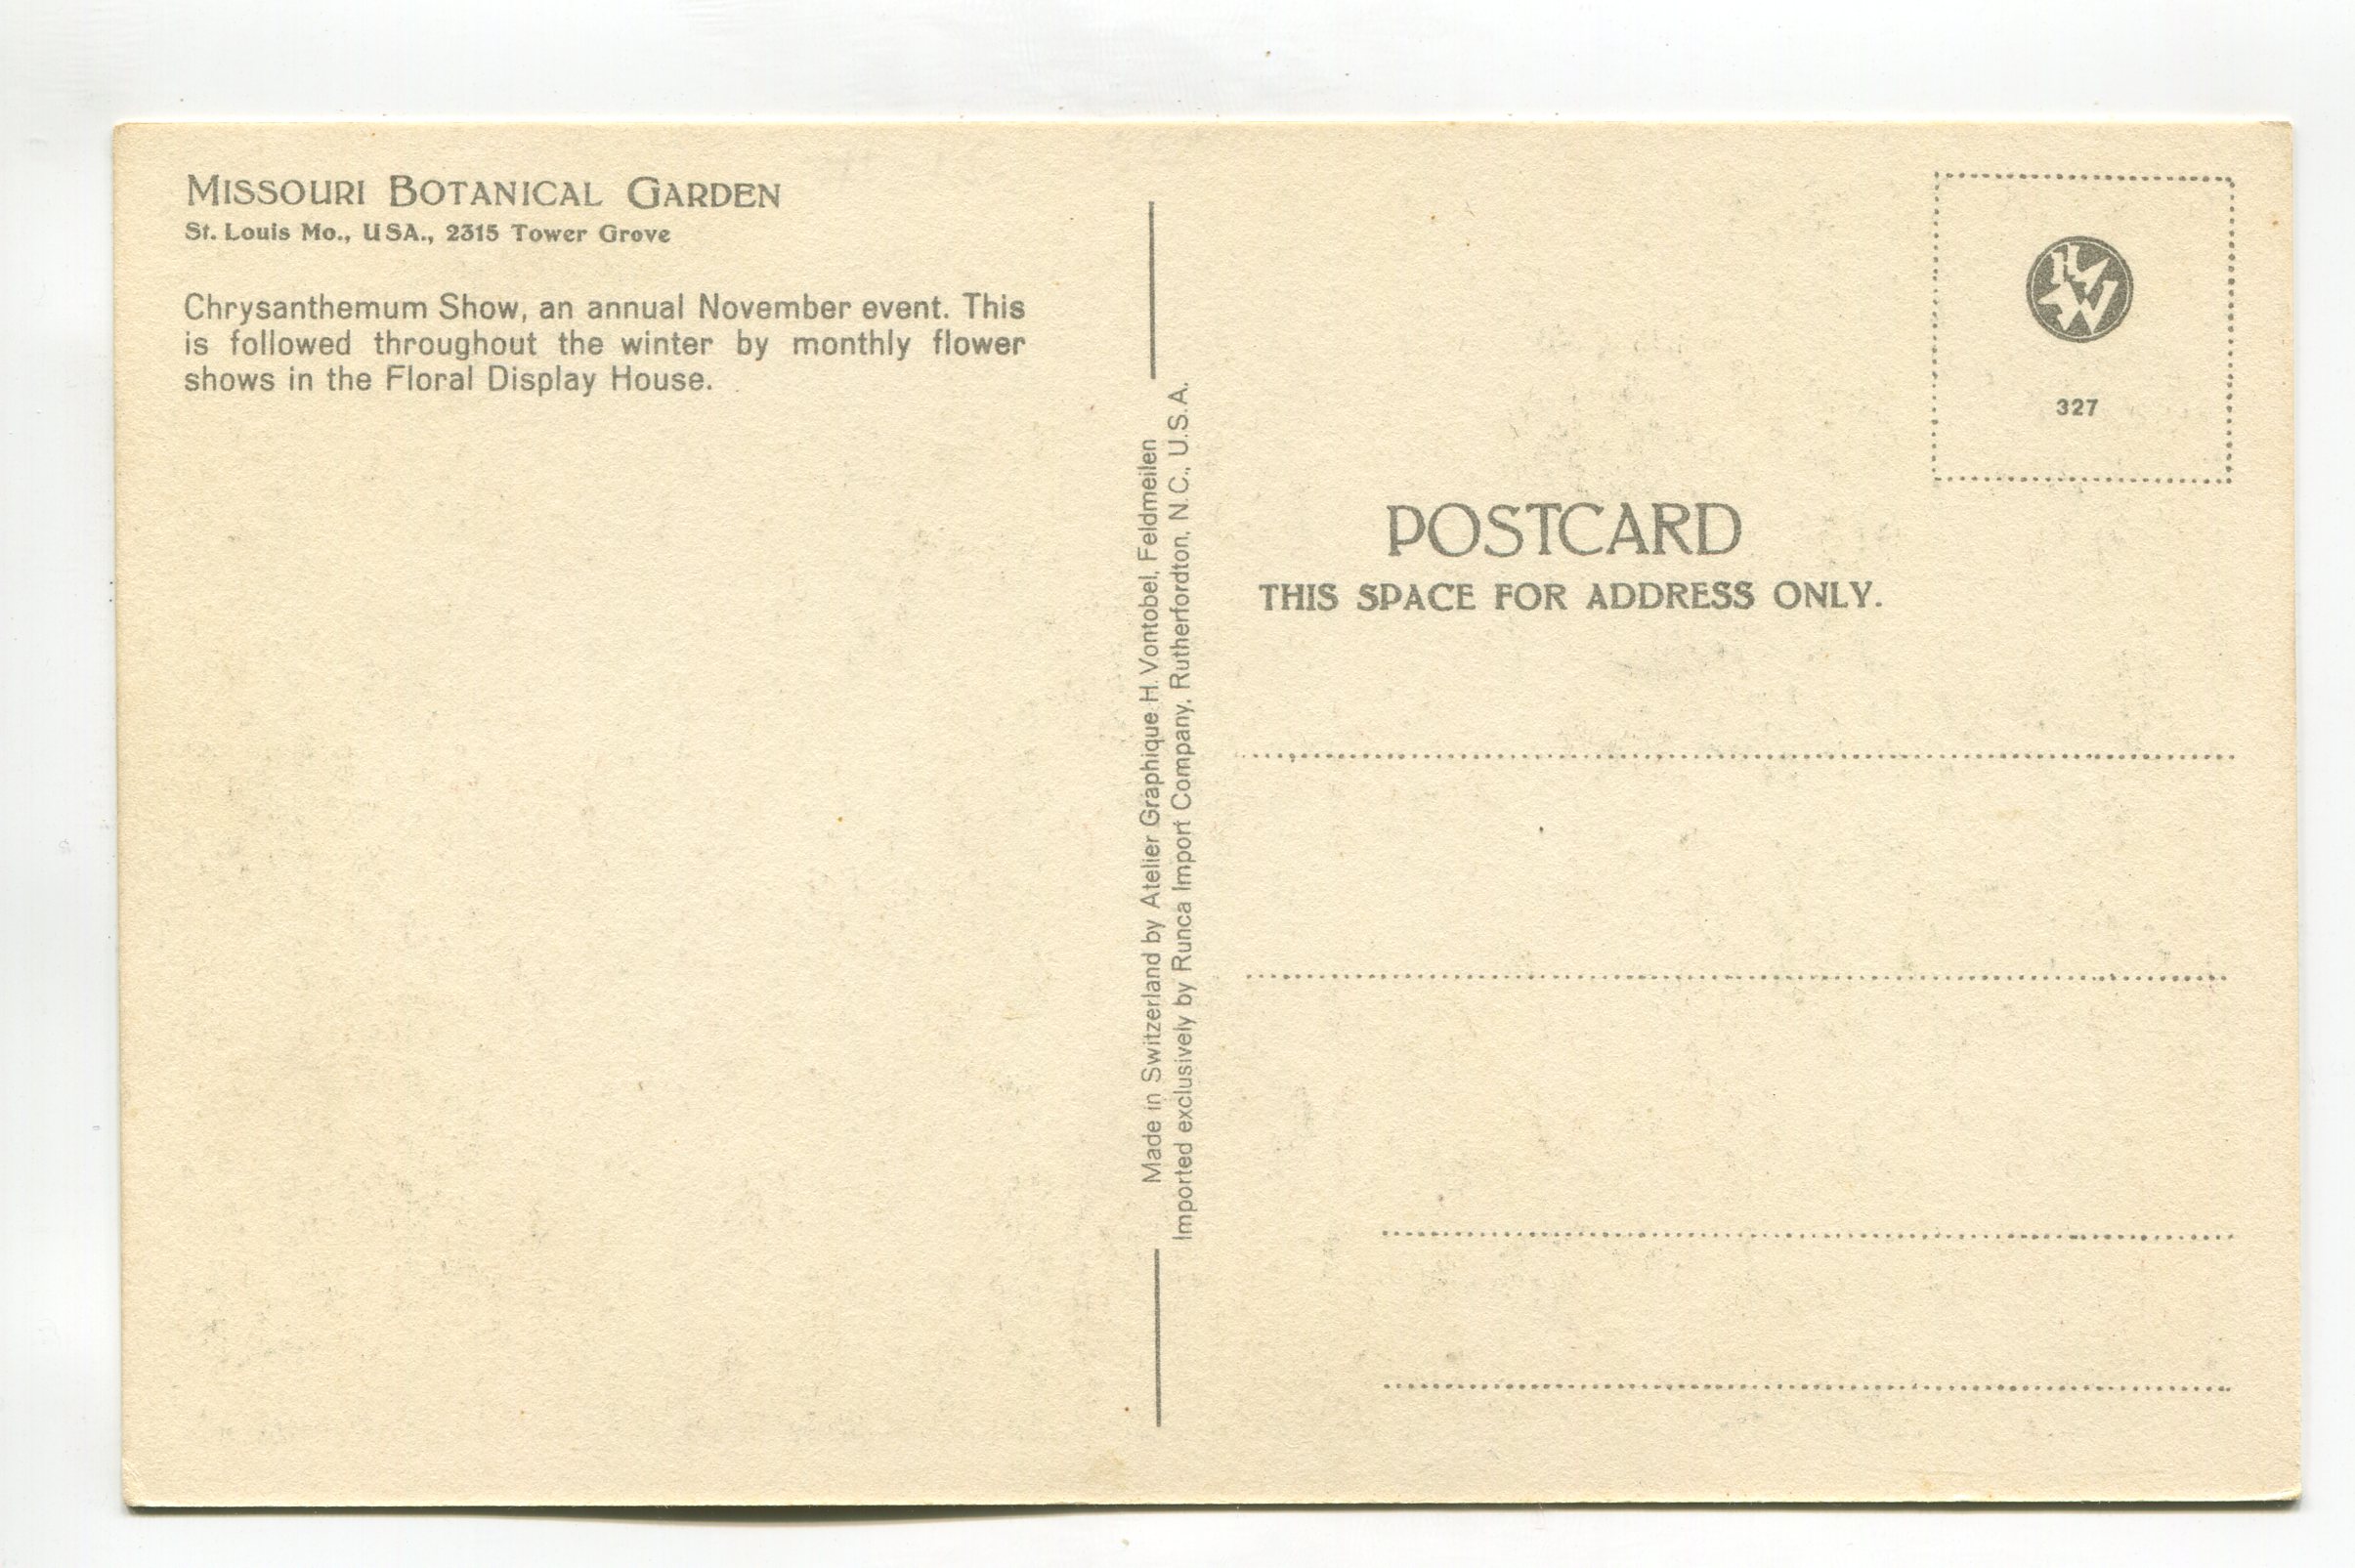 MISSOURI BOTANICAL GARDEN
St. Louis Mo., USA., 2315 Tower Grove
Chrysanthemum Show, an annual November event. This
is followed throughout the winter by monthly flower
shows in the Floral Display House.
Made in Switzerland by Atelier Graphique H. Vontobel, Feldmeilen
Imported exclusively by Runca Import Company, Rutherfordton, N.C., U.S.A.
327
POSTCARD
THIS SPACE FOR ADDRESS ONLY.